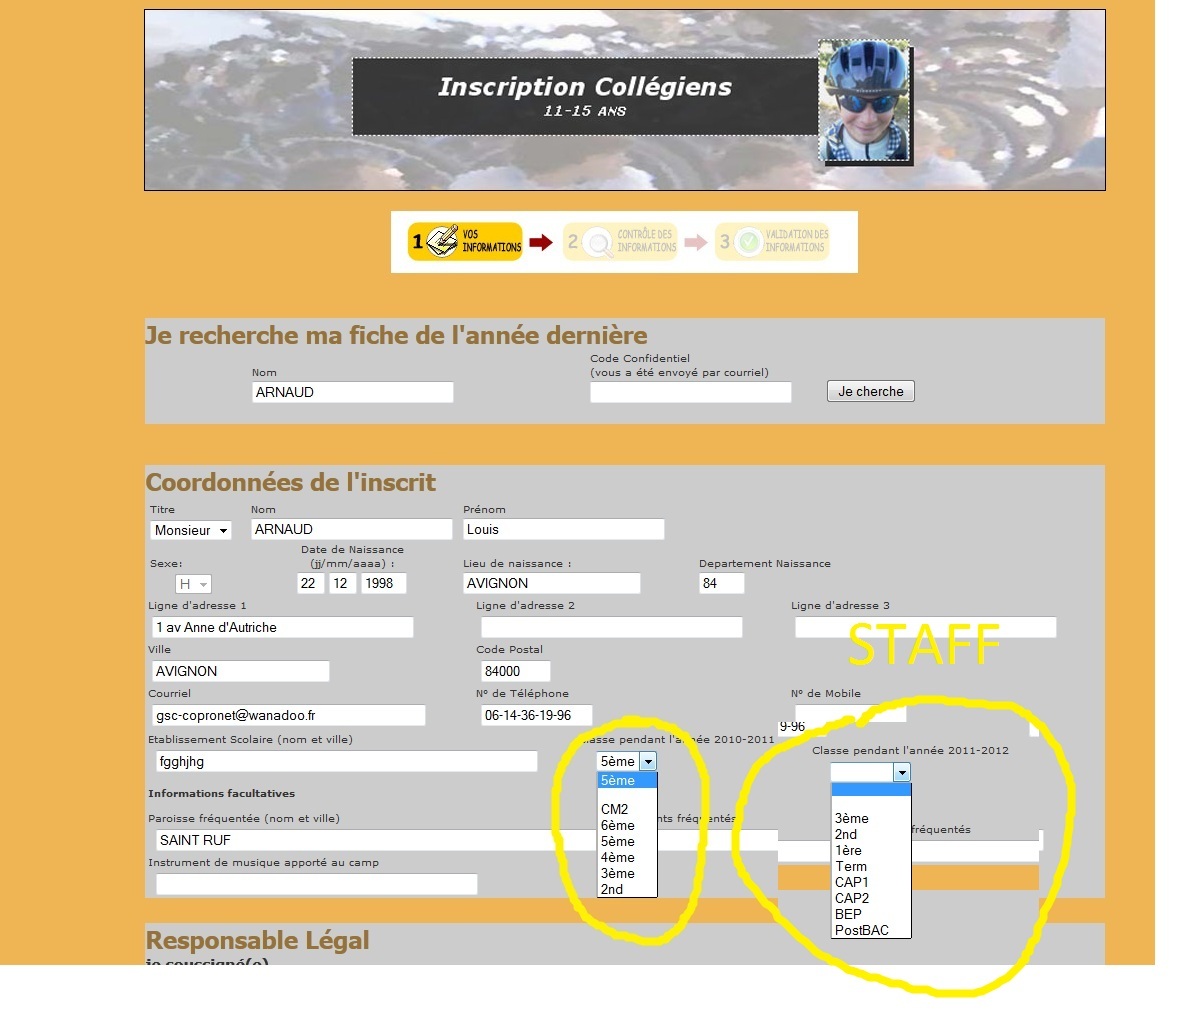 Inscription Collégiens
11-15 ANS
1 VOS INFORMATIONS
2 CONTRÔLE DES INFORMATIONS
3 VALIDATION DES INFORMATIONS
Je recherche ma fiche de l'année dernière
Code Confidentiel
Nom (vous a été envoyé par courriel)
ARNAUD Je cherche
Coordonnées de l'inscrit
Titre Nom Prénom
Monsieur ARNAUD Louis
Date de Naissance
Sexe: (jj/mm/aaaa) : Lieu de naissance : Departement Naissance
H 22 12 1998 AVIGNON 84
Ligne d'adresse 1 Ligne d'adresse 2 Ligne d'adresse 3
1 av Anne d'Autriche
STAFF
Ville Code Postal
AVIGNON 84000
Courriel N° de Téléphone N° de Mobile
gsc-copronet@wanadoo.fr 06-14-36-19-96
9-96
Etablissement Scolaire (nom et ville) lasse pendant l'année 2010-2011
Classe pendant l'année 2011-2012
fgghjhg 5ème
5ème
CM2
6ème
5ème
4ème
3ème
2nd
3ème
2nd
1ère
Term
CAP1
CAP2
BEP
PostBAC
Informations facultatives
Paroisse fréquentée (nom et ville) nts fréquentés
fréquentés
SAINT RUF
Instrument de musique apporté au camp
Responsable Légal
je soussigné(e)